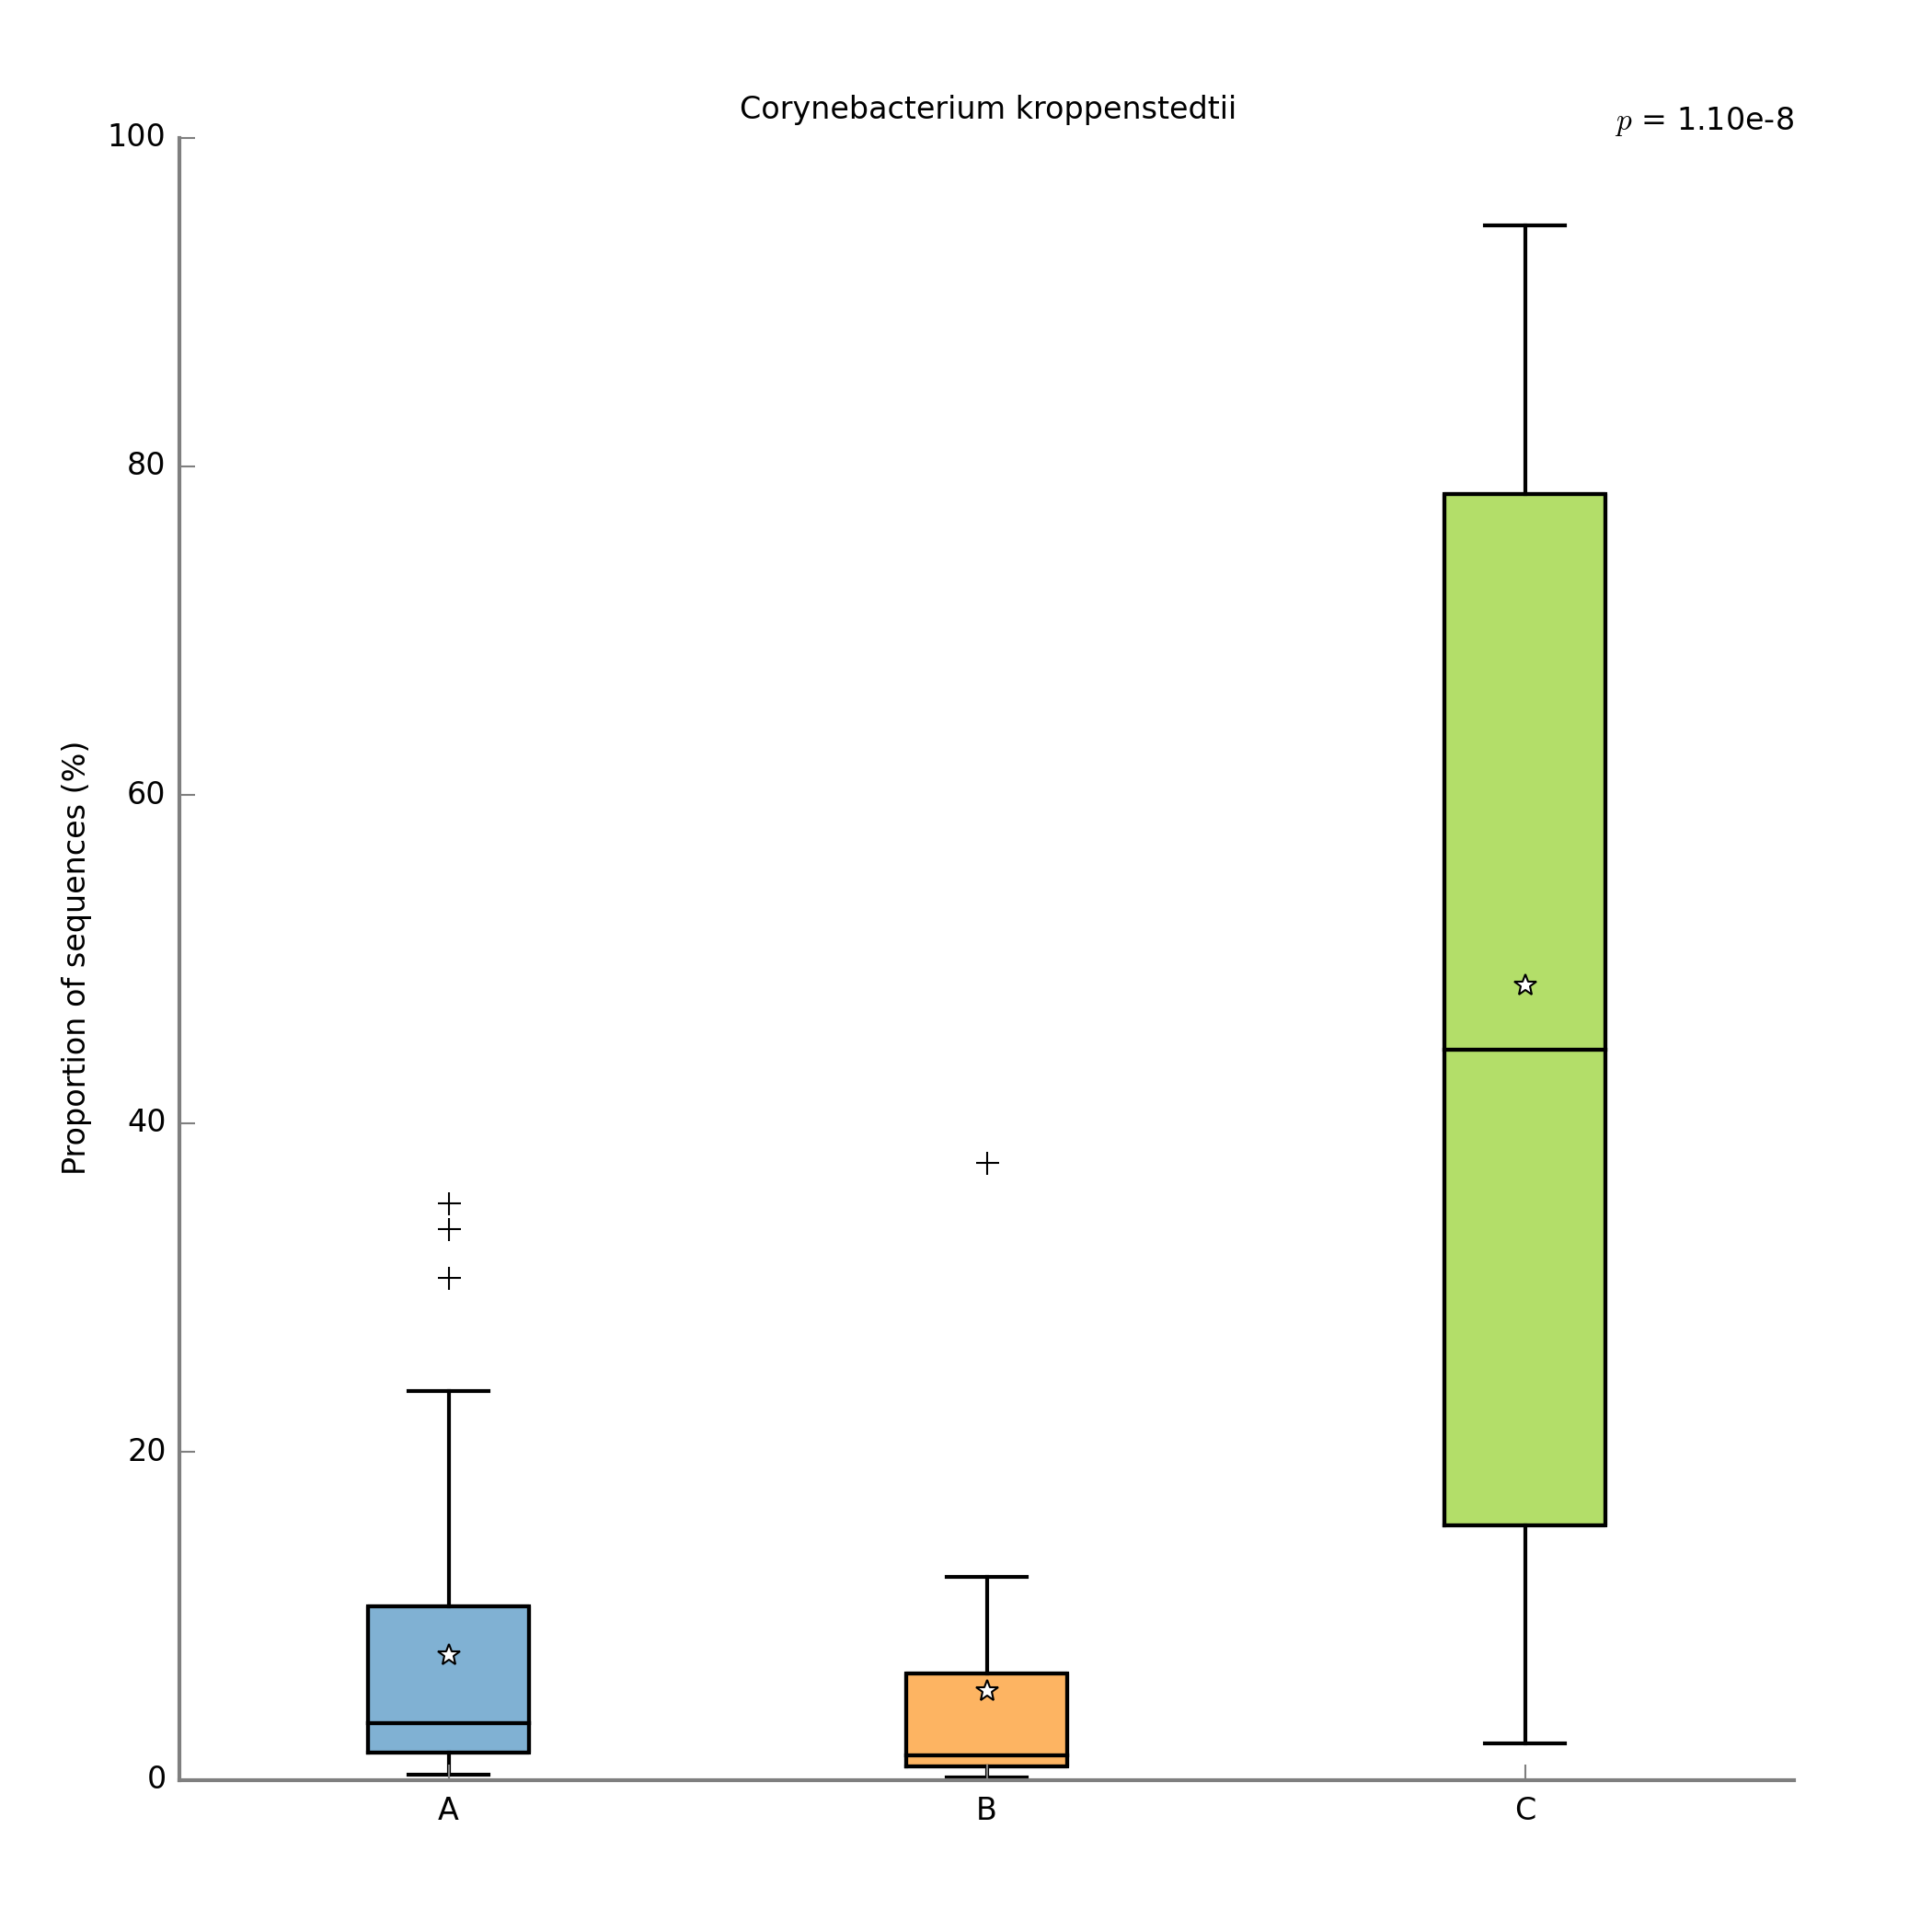 Corynebacterium kroppenstedtii
p = 1.10e-8
Proportion of sequences (%)
100
80
60
40
20
0
A B C